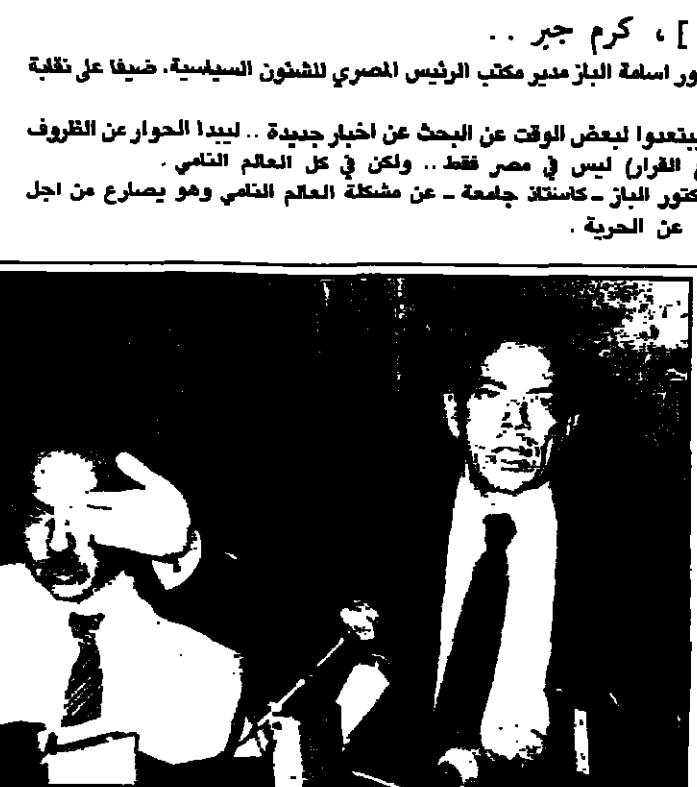 ] ، كرم جبر ..
ور اسامة الباز مدير مكتب الرئيس المصري للشئون السياسية، ضيفا على نقابة
يبتعدوا لبعض الوقت عن البحث عن اخبار جديدة .. ليبدا الحوار عن الظروف
ع القرار) ليس في مصر فقط .. ولكن في كل العالم النامي .
كتور الباز ـ كاستاذ جامعة ـ عن مشكلة العالم النامي وهو يصارع من اجل
عن الحرية .